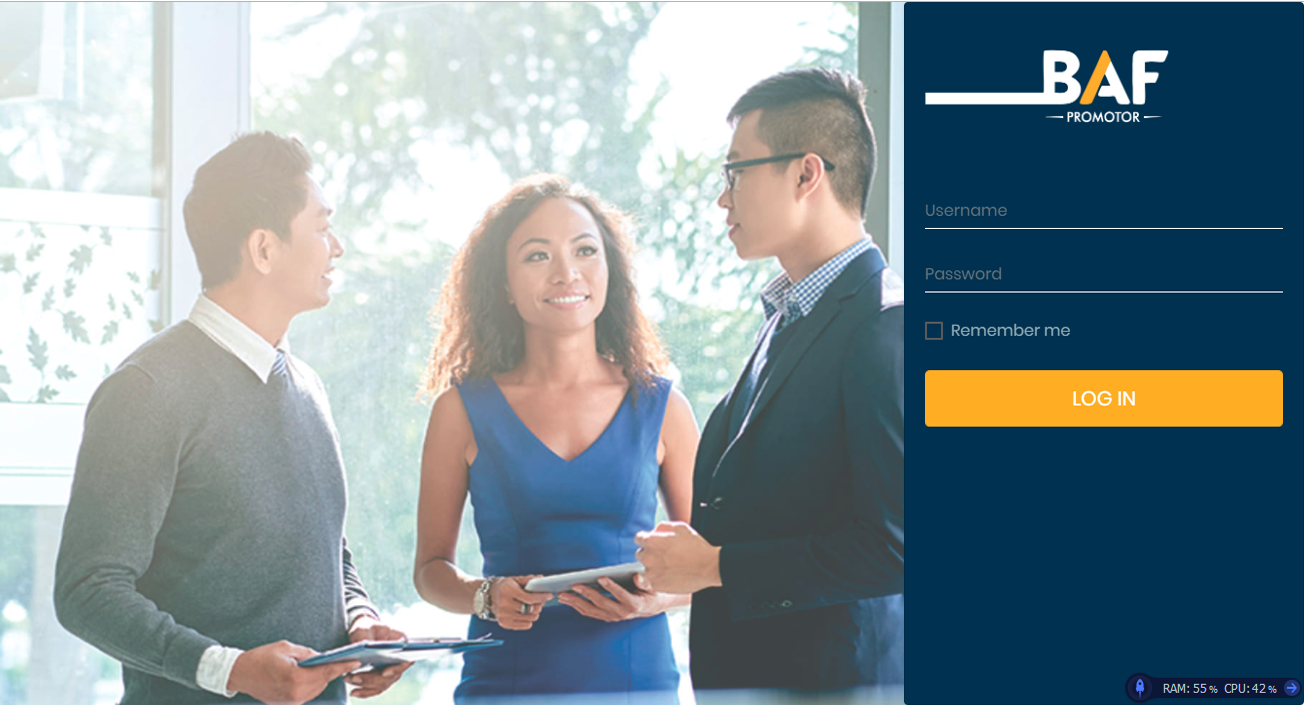 BAF
PROMOTOR
Username
Password
Remember me
LOG IN
RAM: 55% CPU: 42%